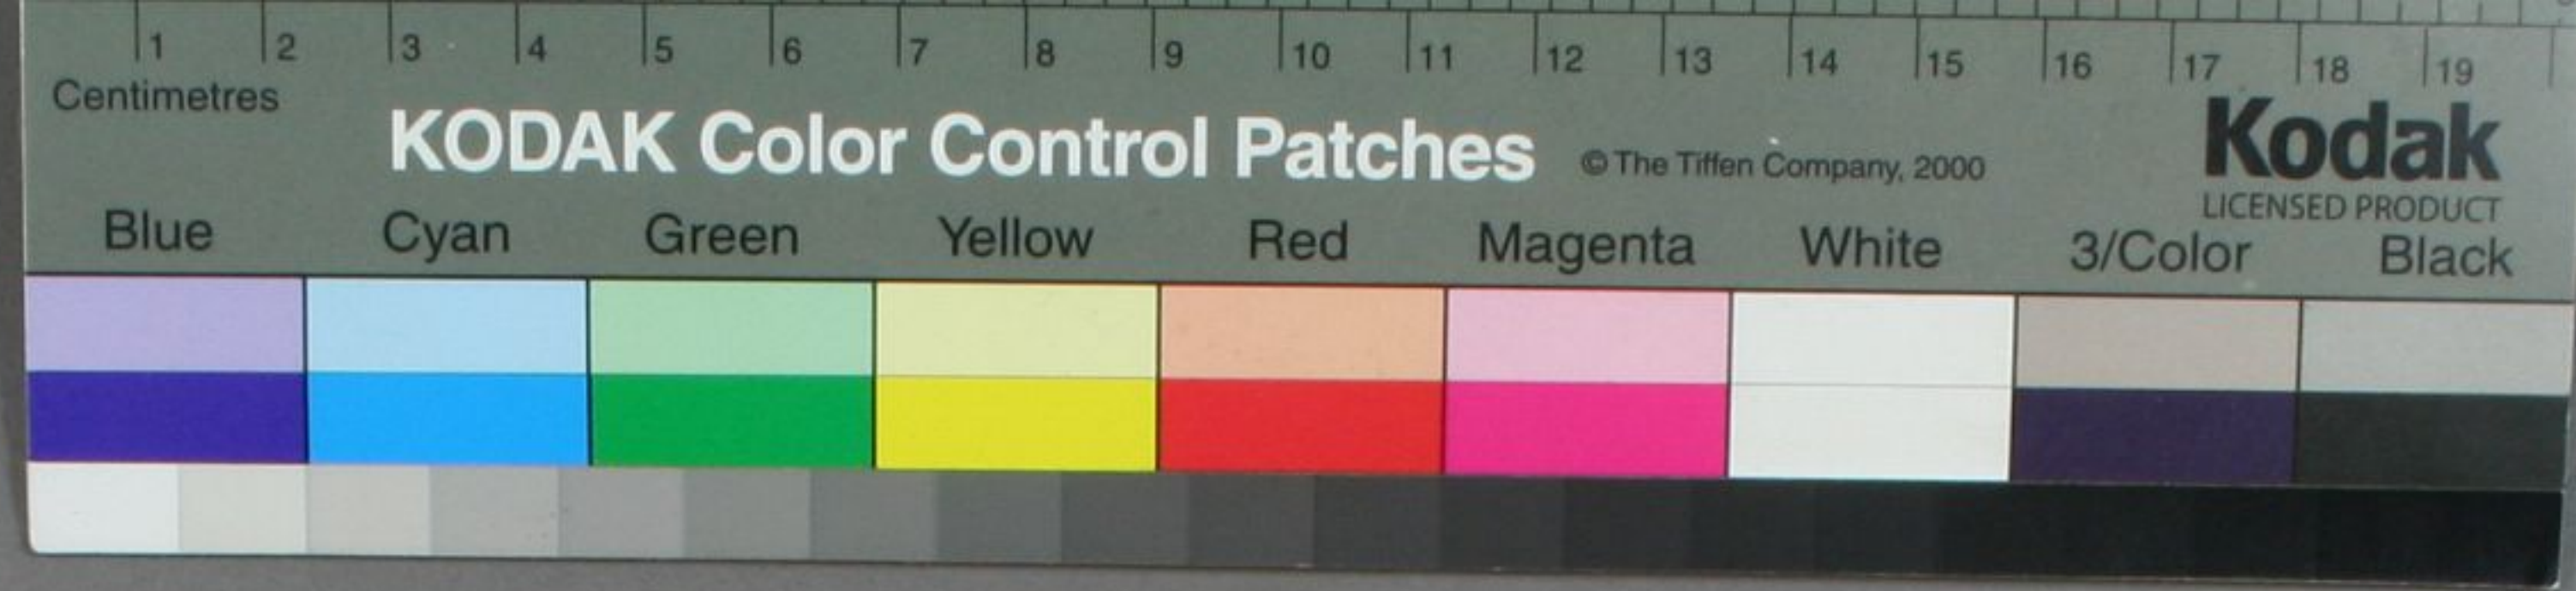 1 2 3 4 5 6 7 8 9 10 11 12 13 14 15 16 17 18 19
Centimetres
KODAK Color Control Patches © The Tiffen Company, 2000 Kodak
LICENSED PRODUCT
Blue Cyan Green Yellow Red Magenta White 3/Color Black